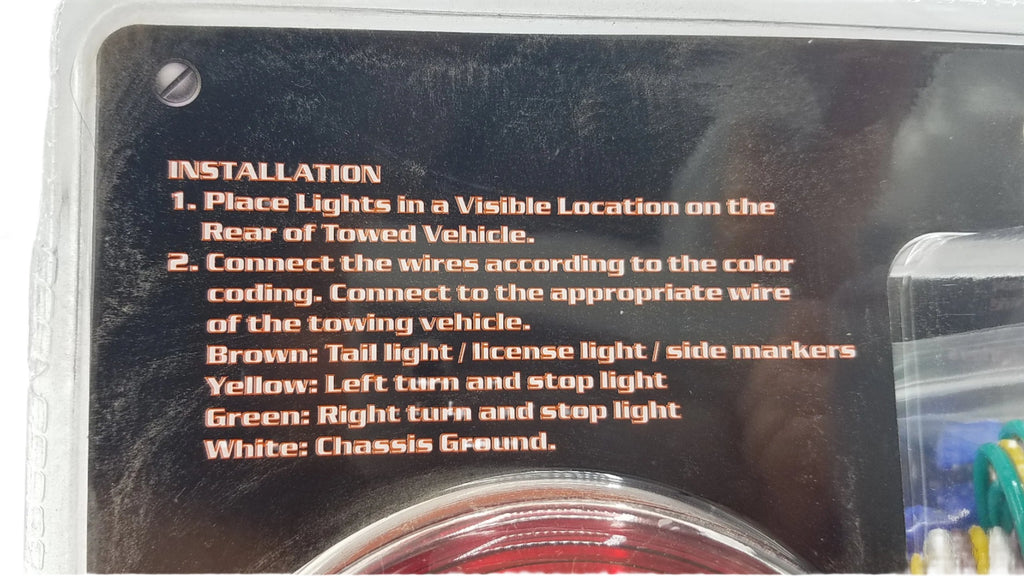 INSTALLATION
1. Place Lights in a Visible Location on the
Rear of Towed Vehicle.
2. Connect the wires according to the color
coding. Connect to the appropriate wire
of the towing vehicle.
Brown: Tail light / license light / side markers
Yellow: Left turn and stop light
Green: Right turn and stop light
White: Chassis Ground.